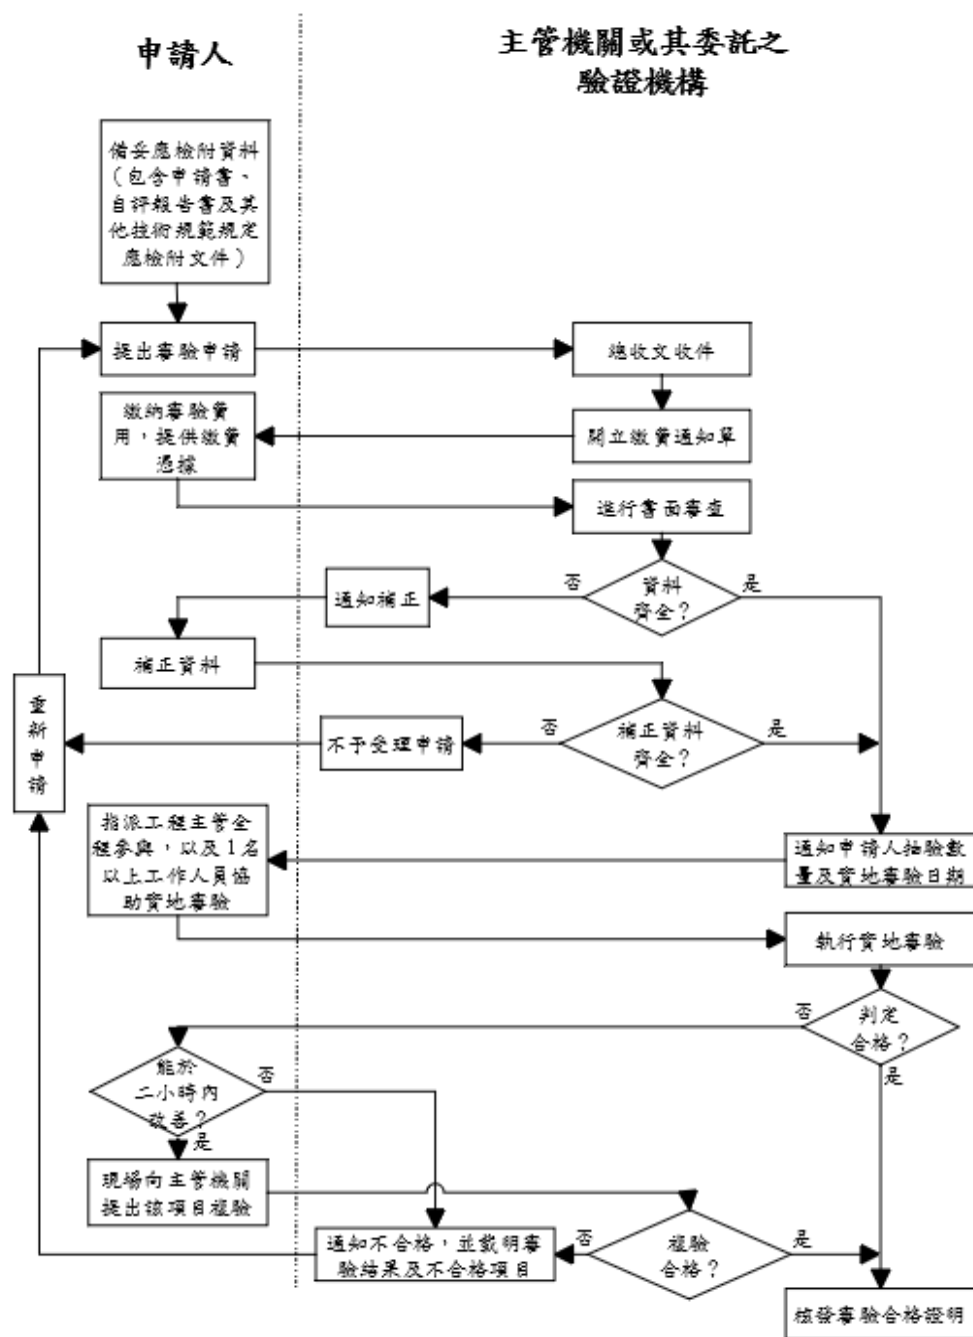 申請人
主管機關或其委託之
驗證機構
備妥應檢附資料
（包含申請書、
自評報告書及其
他技術規範規定
應檢附文件）
提出審驗申請
總收文收件
繳納審驗費
用，提供繳費
憑據
開立繳費通知單
進行書面審查
資料
齊全？
否
是
通知補正
補正資料
補正資料
齊全？
否
是
不予受理申請
重
新
申
請
指派工程主管全
程參與，以及1名
以上工作人員協
助實地審驗
通知申請人抽驗數
量及實地審驗日期
執行實地審驗
判定
合格？
否
是
能於
二小時內
改善？
否
是
現場向主管機關
提出該項目複驗
通知不合格，並載明審
驗結果及不合格項目
複驗
合格？
否
是
核發審驗合格證明